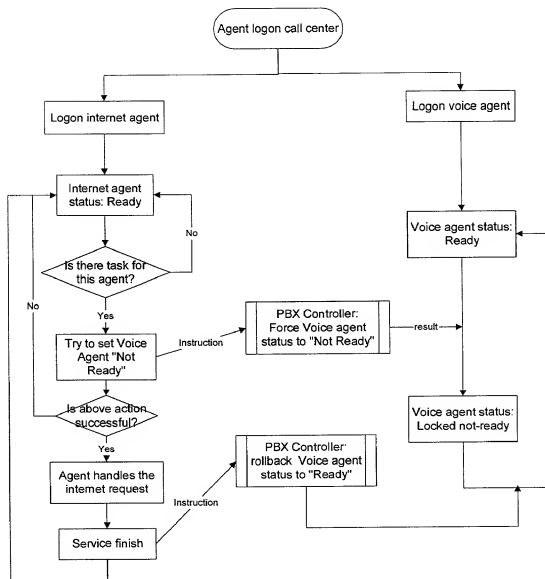 Agent logon call center
Logon internet agent
Logon voice agent
Internet agent
status: Ready
Voice agent status:
Ready
No
Is there task for
this agent?
No
Yes
Try to set Voice
Agent "Not
Ready"
Instruction
PBX Controller:
Force Voice agent
status to "Not Ready"
result
Is above action
successful?
Voice agent status:
Locked not-ready
Yes
Agent handles the
internet request
PBX Controller:
rollback Voice agent
status to "Ready"
Instruction
Service finish